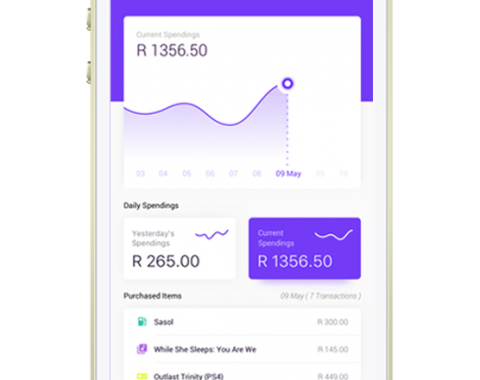 Current Spendings
R 1356.50
03 04 05 06 07 08 09 May
Daily Spendings
Yesterday's
Spendings
R 265.00
Current
Spendings
R 1356.50
Purchased Items
09 May ( 7 Transactions )
Sasol R 300.00
While She Sleeps: You Are We R 145.00
Outlast Trinity (PS4) R 449.00